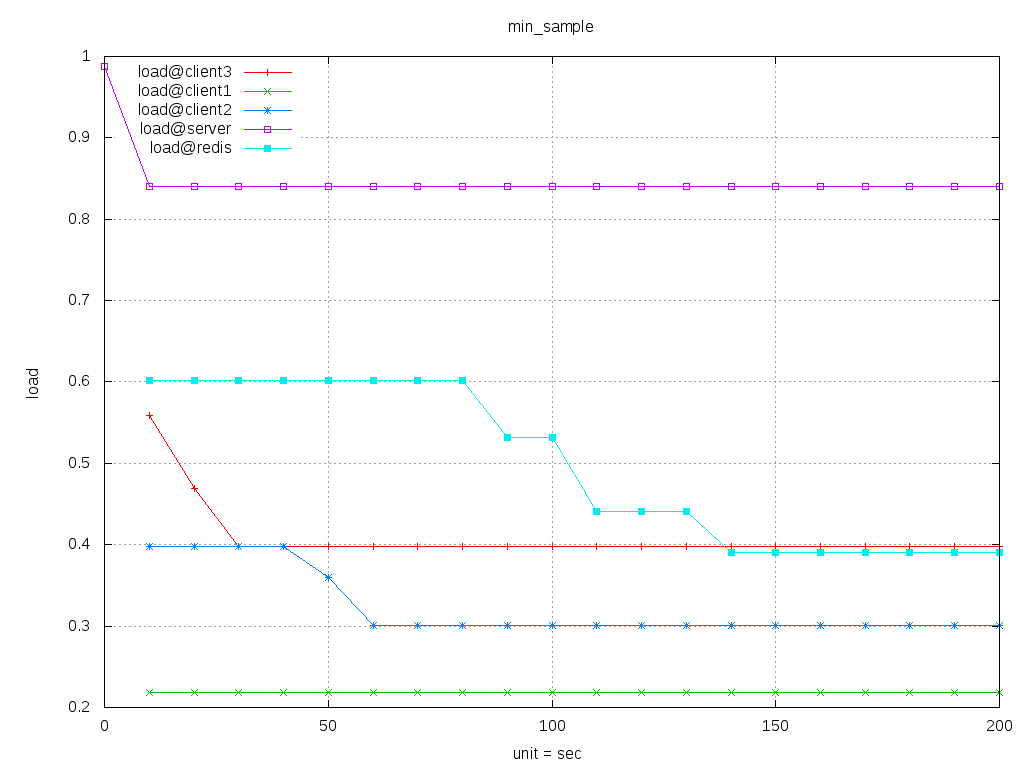 min_sample
1
load@client3
load@client1
load@client2
0.9
load@server
load@redis
0.8
0.7
0.6
load
0.5
0.4
0.3
0.2
0 50 100 150 200
unit = sec